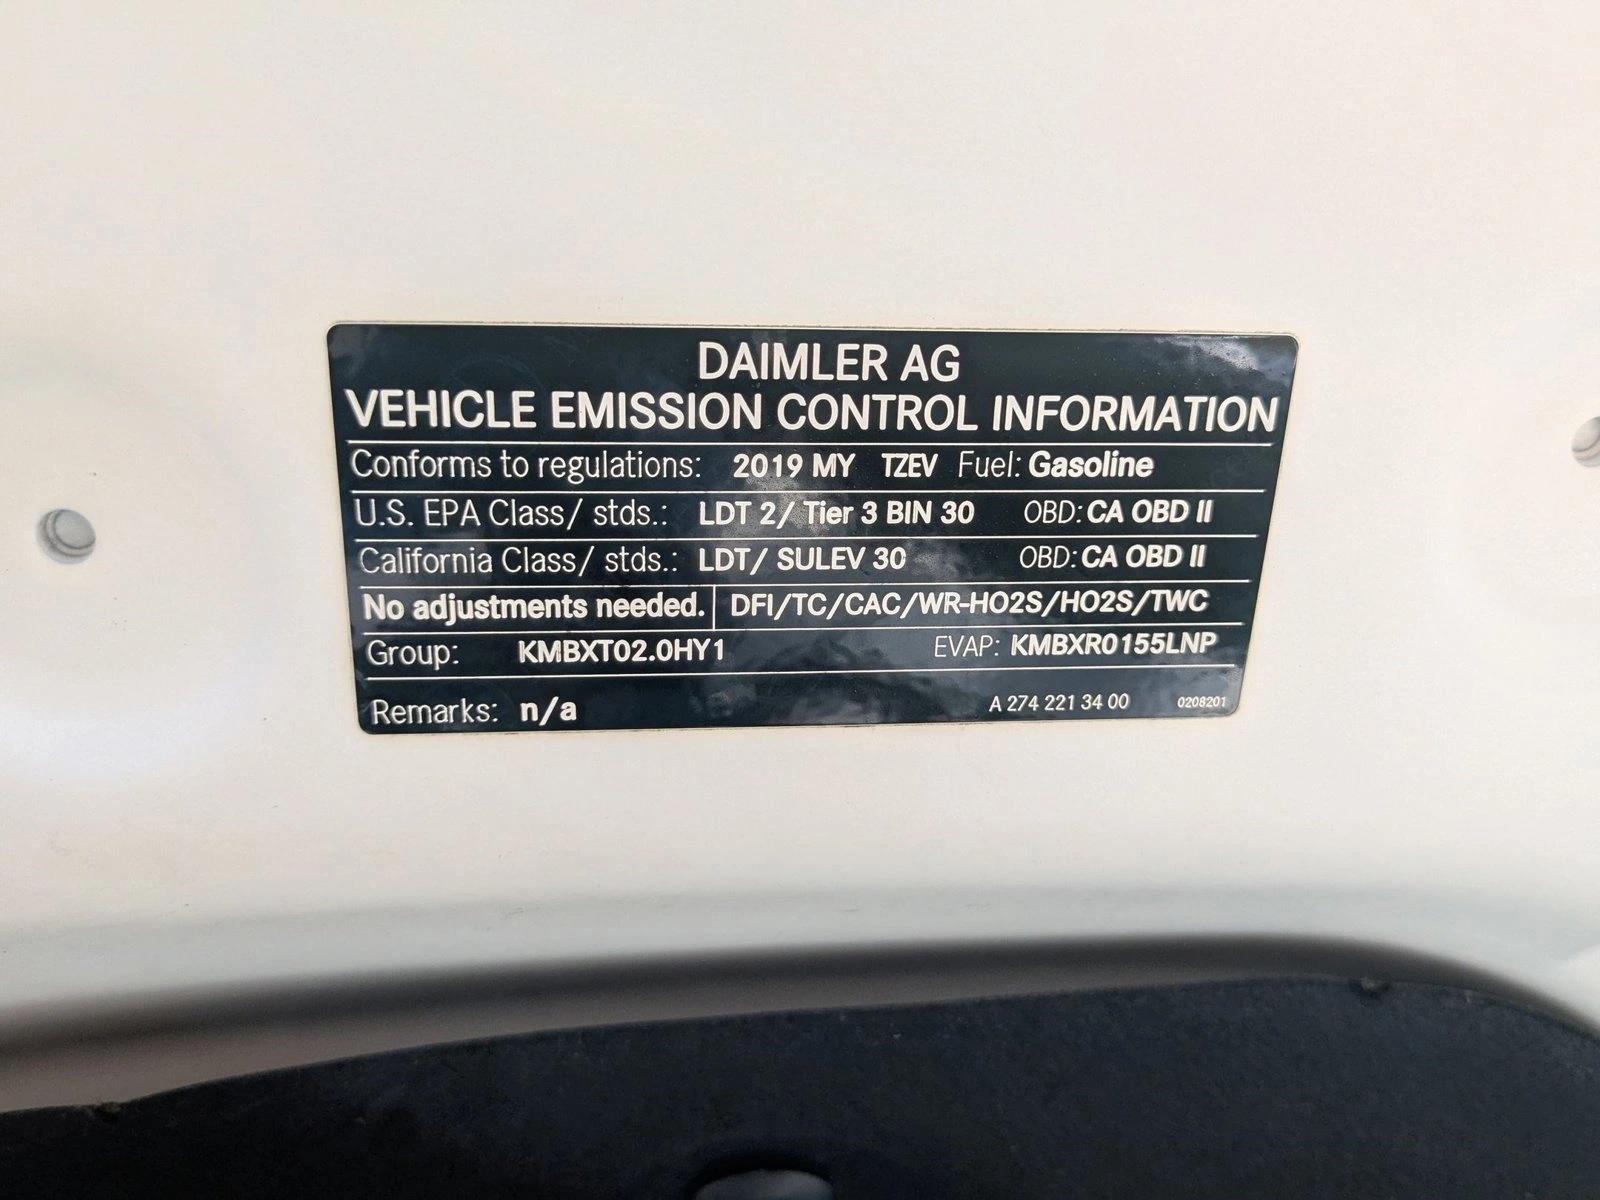 DAIMLER AG
VEHICLE EMISSION CONTROL INFORMATION
Conforms to regulations: 2019 MY TZEV Fuel: Gasoline
U.S. EPA Class/ stds.: LDT 2/ Tier 3 BIN 30 OBD: CA OBD II
California Class/ stds.: LDT/ SULEV 30 OBD: CA OBD II
No adjustments needed. DFI/TC/CAC/WR-HO2S/HO2S/TWC
Group: KMBXT02.0HY1 EVAP: KMBXR0155LNP
Remarks: n/a A 274 221 34 00 0208201